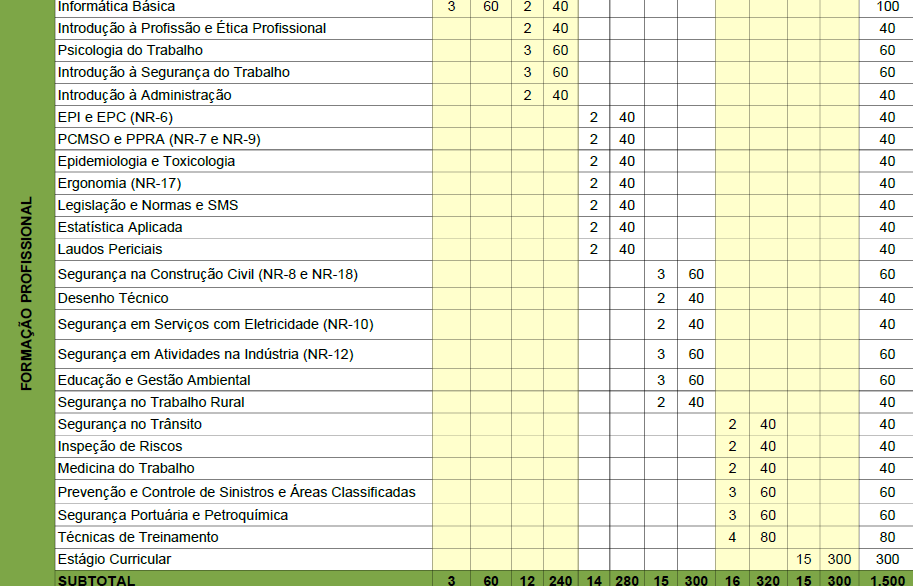 Informática Básica 3 60 2 40 100
Introdução à Profissão e Ética Profissional 2 40 40
Psicologia do Trabalho 3 60 60
Introdução à Segurança do Trabalho 3 60 60
Introdução à Administração 2 40 40
EPI e EPC (NR-6) 2 40 40
PCMSO e PPRA (NR-7 e NR-9) 2 40 40
Epidemiologia e Toxicologia 2 40 40
Ergonomia (NR-17) 2 40 40
Legislação e Normas e SMS 2 40 40
Estatística Aplicada 2 40 40
Laudos Periciais 2 40 40
FORMAÇÃO PROFISSIONAL
Segurança na Construção Civil (NR-8 e NR-18) 3 60 60
Desenho Técnico 2 40 40
Segurança em Serviços com Eletricidade (NR-10) 2 40 40
Segurança em Atividades na Indústria (NR-12) 3 60 60
Educação e Gestão Ambiental 3 60 60
Segurança no Trabalho Rural 2 40 40
Segurança no Trânsito 2 40 40
Inspeção de Riscos 2 40 40
Medicina do Trabalho 2 40 40
Prevenção e Controle de Sinistros e Áreas Classificadas 3 60 60
Segurança Portuária e Petroquímica 3 60 60
Técnicas de Treinamento 4 80 80
Estágio Curricular 15 300 300
SUBTOTAL 3 60 12 240 14 280 15 300 16 320 15 300 1.500